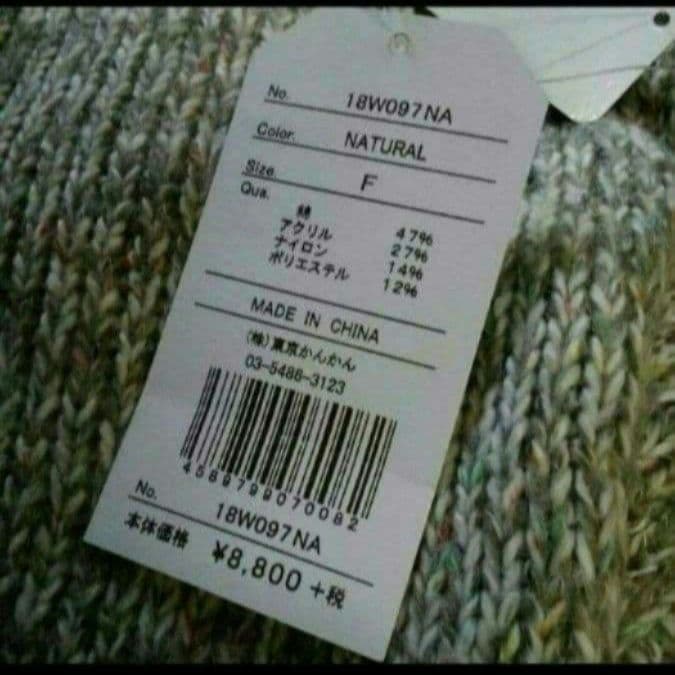 No. 18W097NA
Color. NATURAL
Size F
Qua.
綿 47%
アクリル 27%
ナイロン 14%
ポリエステル 12%
MADE IN CHINA
(株)東京かんかん
03-5486-3123
4589799070082
No. 18W097NA
本体価格 ¥8,800 +税